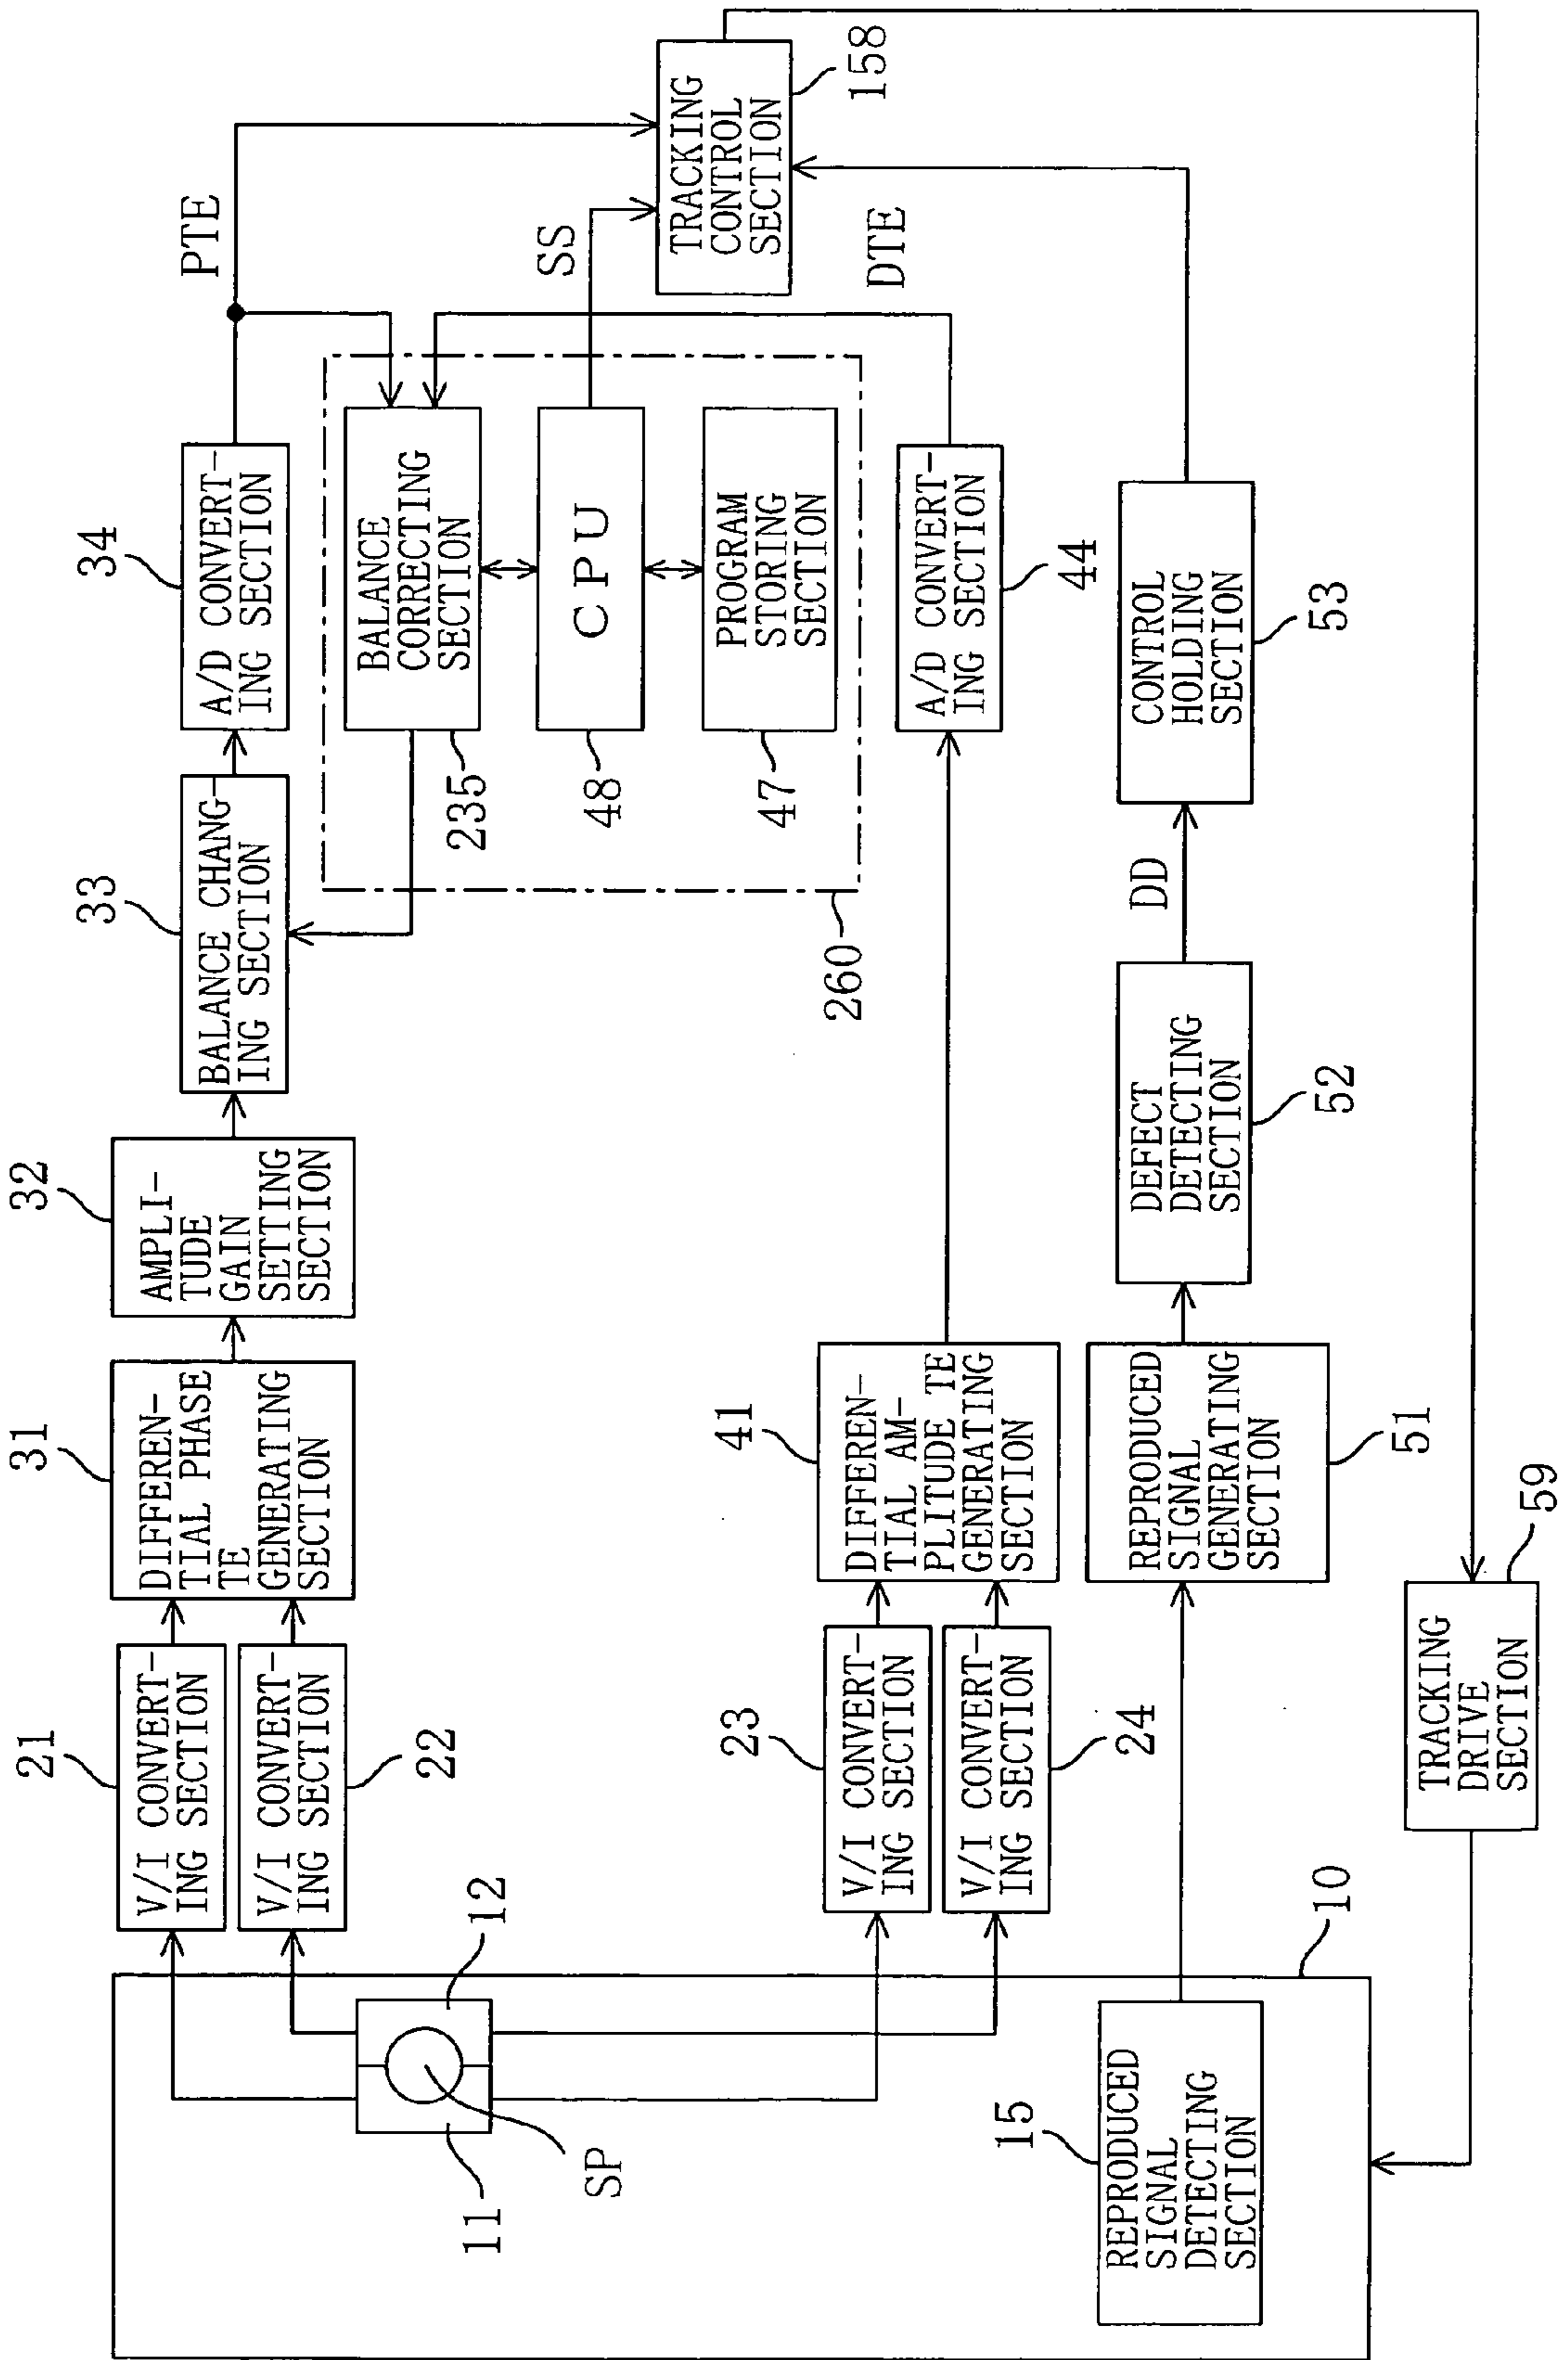 21
V/I CONVERT-
ING SECTION
V/I CONVERT-
ING SECTION
22
31
DIFFEREN-
TIAL PHASE
TE
GENERATING
SECTION
32
AMPLI-
TUDE
GAIN
SETTING
SECTION
33
BALANCE CHANG-
ING SECTION
34
A/D CONVERT-
ING SECTION
PTE
11
12
SP
BALANCE
CORRECTING
SECTION
235
CPU
48
PROGRAM
STORING
SECTION
47
260
SS
TRACKING
CONTROL
SECTION
158
23
V/I CONVERT-
ING SECTION
V/I CONVERT-
ING SECTION
24
41
DIFFEREN-
TIAL AM-
PLITUDE TE
GENERATING
SECTION
A/D CONVERT-
ING SECTION
44
DTE
15
REPRODUCED
SIGNAL
DETECTING
SECTION
10
REPRODUCED
SIGNAL
GENERATING
SECTION
51
DEFECT
DETECTING
SECTION
52
DD
CONTROL
HOLDING
SECTION
53
TRACKING
DRIVE
SECTION
59